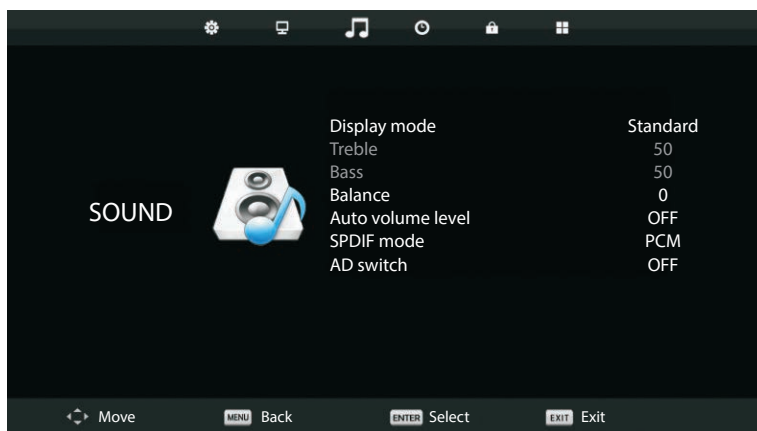 Display mode Standard
Treble 50
Bass 50
Balance 0
SOUND
Auto volume level OFF
SPDIF mode PCM
AD switch OFF
Move MENU Back ENTER Select EXIT Exit